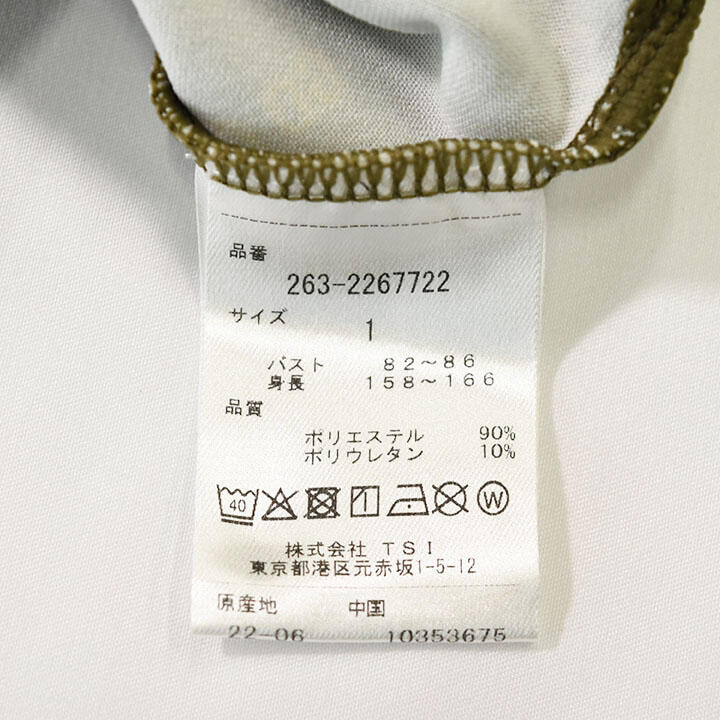 品番
263-2267722
サイズ
1
バスト 82～86
身長 158～166
品質
ポリエステル 90%
ポリウレタン 10%
40 W
株式会社 TSI
東京都港区元赤坂1-5-12
原産地 中国
22-06 10353675